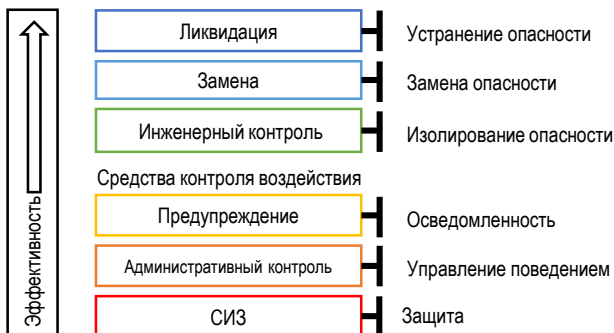 Ликвидация
Устранение опасности
Замена
Замена опасности
Инженерный контроль
Изолирование опасности
Средства контроля воздействия
Предупреждение
Осведомленность
Административный контроль
Управление поведением
СИЗ
Защита
Эффективность